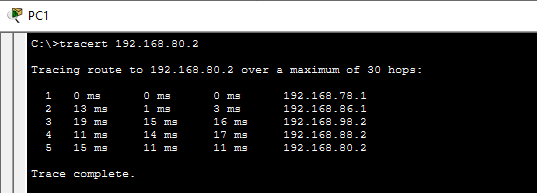 PC1
C:\>tracert 192.168.80.2
Tracing route to 192.168.80.2 over a maximum of 30 hops:
1 0 ms 0 ms 0 ms 192.168.78.1
2 13 ms 1 ms 3 ms 192.168.86.1
3 19 ms 15 ms 16 ms 192.168.98.2
4 11 ms 14 ms 17 ms 192.168.88.2
5 15 ms 11 ms 11 ms 192.168.80.2
Trace complete.